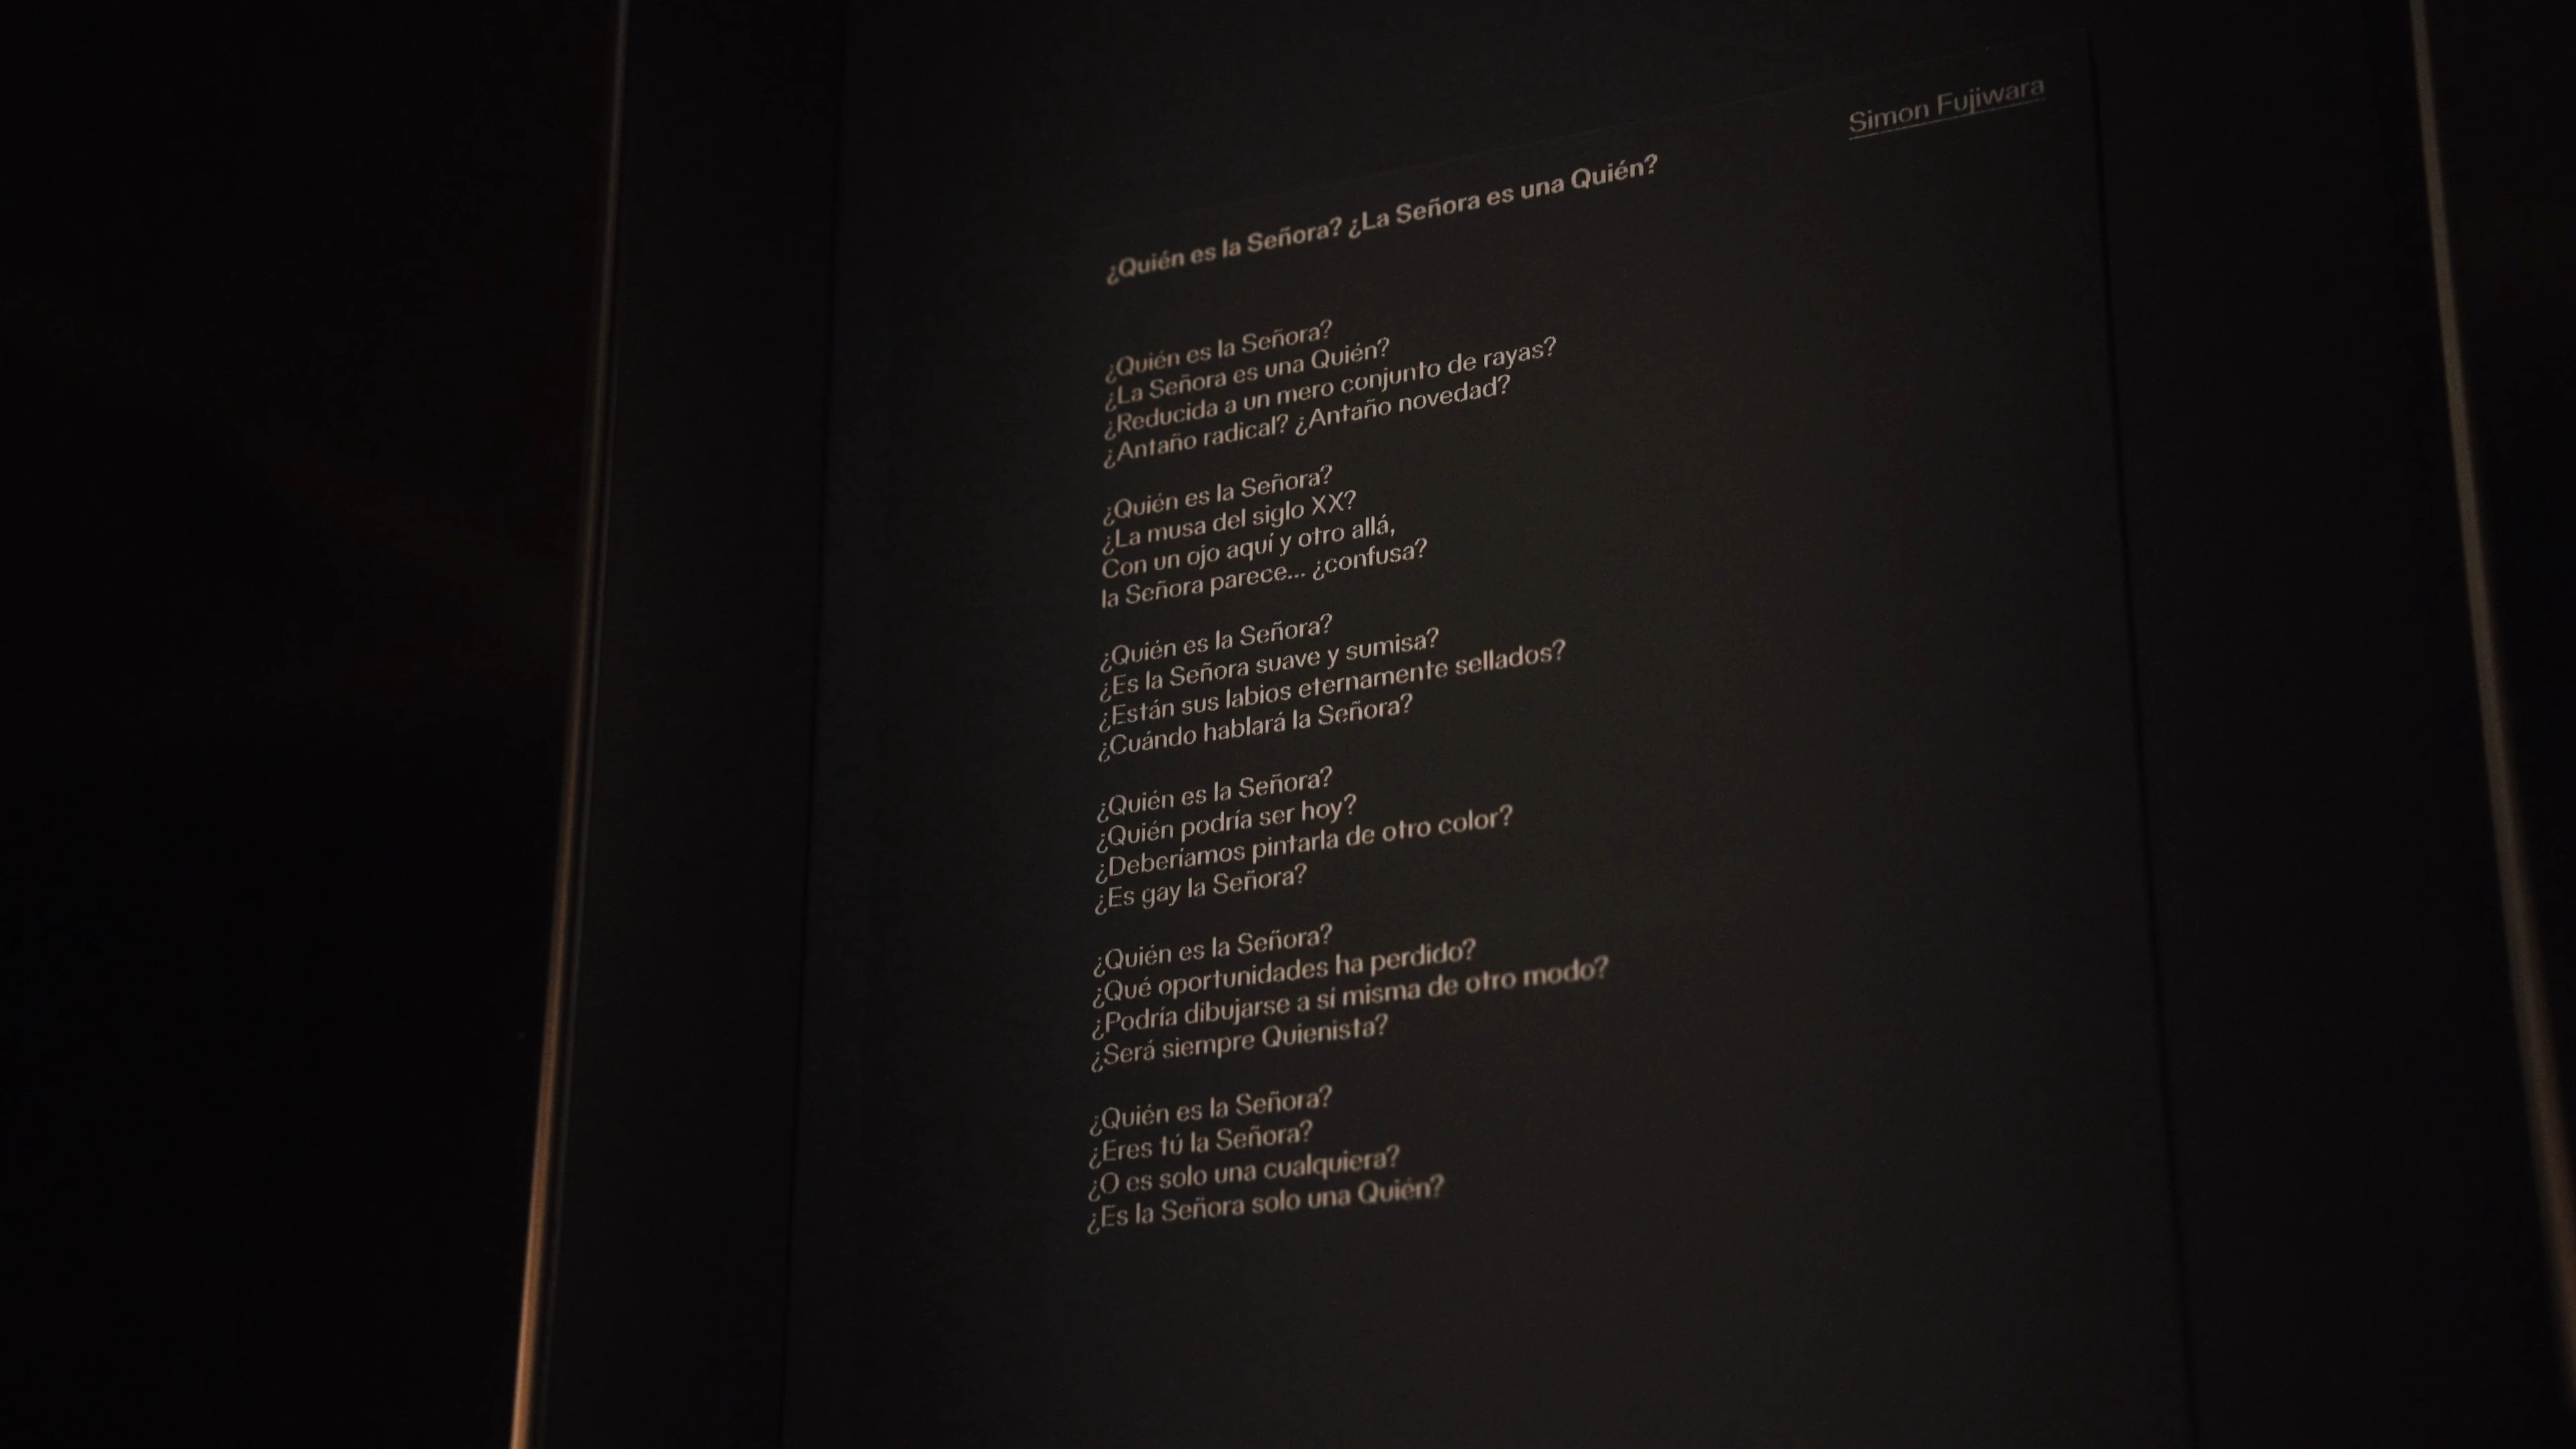 Simon Fujiwara
¿Quién es la Señora? ¿La Señora es una Quién?
¿Quién es la Señora?
¿La Señora es una Quién?
¿Reducida a un mero conjunto de rayas?
¿Antaño radical? ¿Antaño novedad?
¿Quién es la Señora?
¿La musa del siglo XX?
Con un ojo aquí y otro allá,
la Señora parece... ¿confusa?
¿Quién es la Señora?
¿Es la Señora suave y sumisa?
¿Están sus labios eternamente sellados?
¿Cuándo hablará la Señora?
¿Quién es la Señora?
¿Quién podría ser hoy?
¿Deberíamos pintarla de otro color?
¿Es gay la Señora?
¿Quién es la Señora?
¿Qué oportunidades ha perdido?
¿Podría dibujarse a sí misma de otro modo?
¿Será siempre Quienista?
¿Quién es la Señora?
¿Eres tú la Señora?
¿O es solo una cualquiera?
¿Es la Señora solo una Quién?